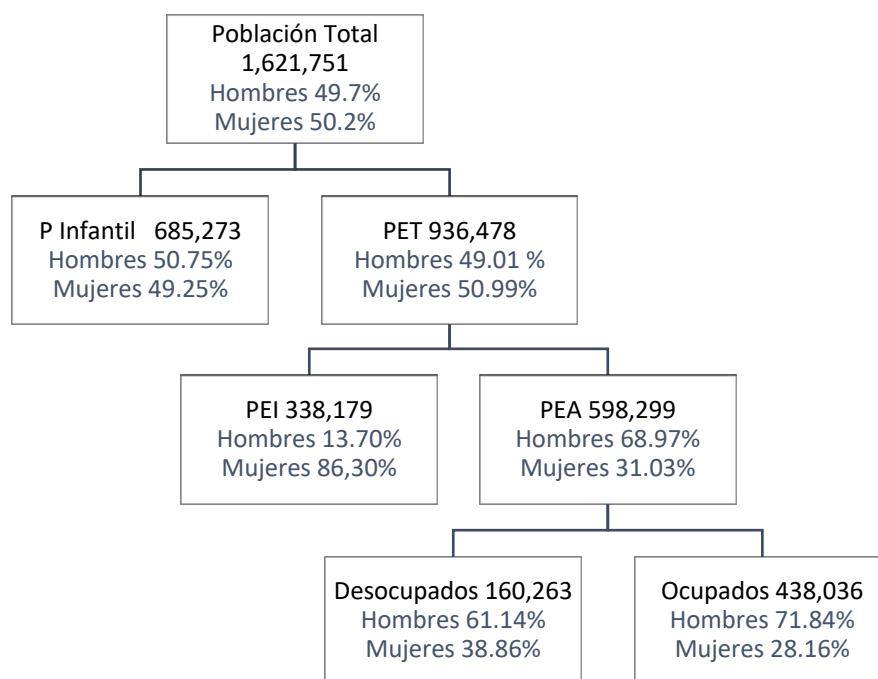 Población Total
1,621,751
Hombres 49.7%
Mujeres 50.2%
P Infantil 685,273
Hombres 50.75%
Mujeres 49.25%
PET 936,478
Hombres 49.01 %
Mujeres 50.99%
PEI 338,179
Hombres 13.70%
Mujeres 86,30%
PEA 598,299
Hombres 68.97%
Mujeres 31.03%
Desocupados 160,263
Hombres 61.14%
Mujeres 38.86%
Ocupados 438,036
Hombres 71.84%
Mujeres 28.16%